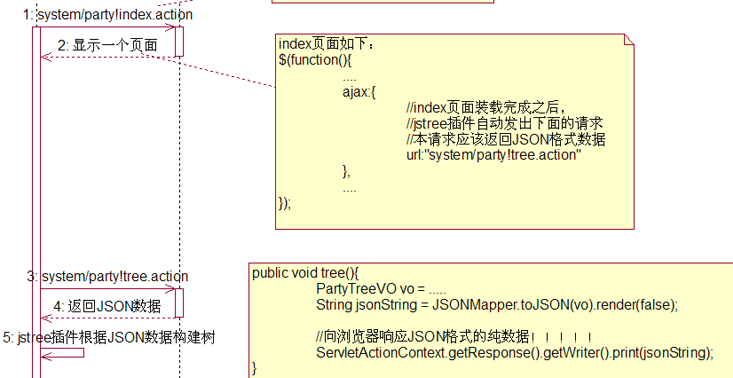 1: system/party!index.action
2: 显示一个页面
index页面如下：
$(function(){
....
ajax:{
//index页面装载完成之后，
//jstree插件自动发出下面的请求
//本请求应该返回JSON格式数据
url:"system/party!tree.action"
},
....
});
3: system/party!tree.action
4: 返回JSON数据
5: jstree插件根据JSON数据构建树
public void tree(){
PartyTreeVO vo = .....
String jsonString = JSONMapper.toJSON(vo).render(false);
//向浏览器响应JSON格式的纯数据！！！！！
ServletActionContext.getResponse().getWriter().print(jsonString);
}